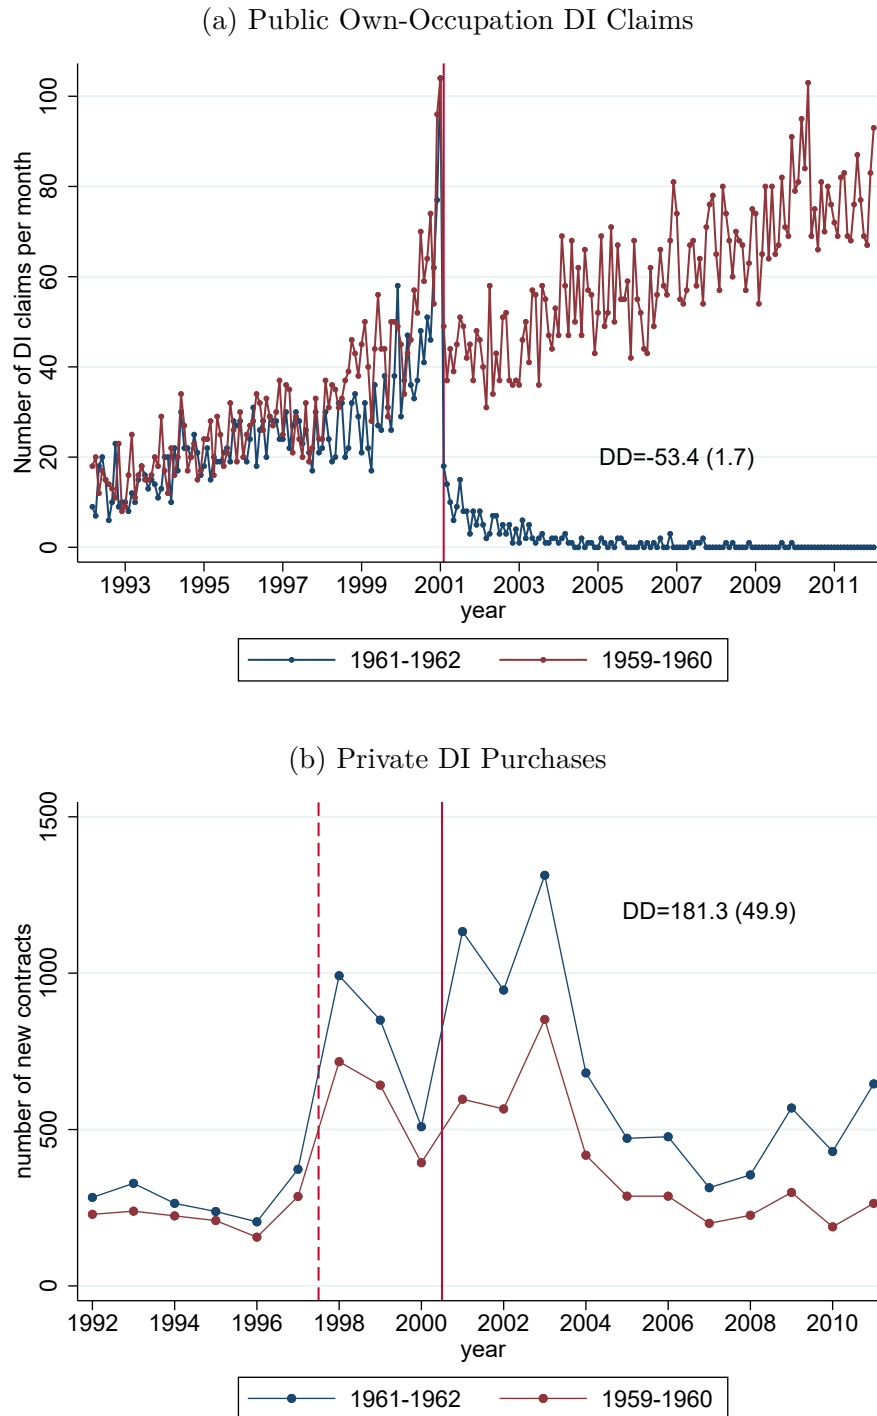 (a) Public Own-Occupation DI Claims
Number of DI claims per month
100
80
60
40
20
0
DD=-53.4 (1.7)
1993 1995 1997 1999 2001 2003 2005 2007 2009 2011
year
1961-1962 1959-1960
(b) Private DI Purchases
number of new contracts
1500
1000
500
0
DD=181.3 (49.9)
1992 1994 1996 1998 2000 2002 2004 2006 2008 2010
year
1961-1962 1959-1960